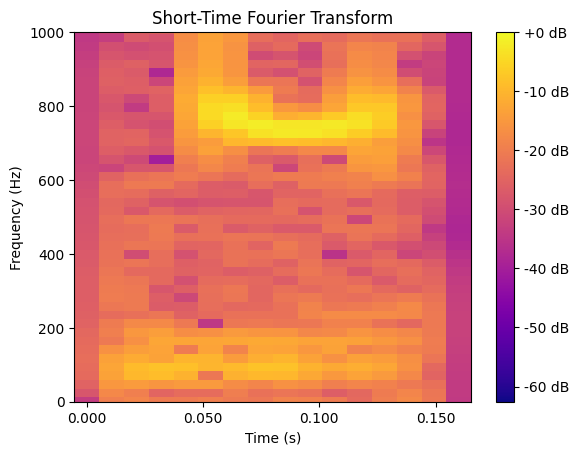 Short-Time Fourier Transform
1000
800
600
400
200
0
Frequency (Hz)
0.000
0.050
0.100
0.150
Time (s)
+0 dB
-10 dB
-20 dB
-30 dB
-40 dB
-50 dB
-60 dB